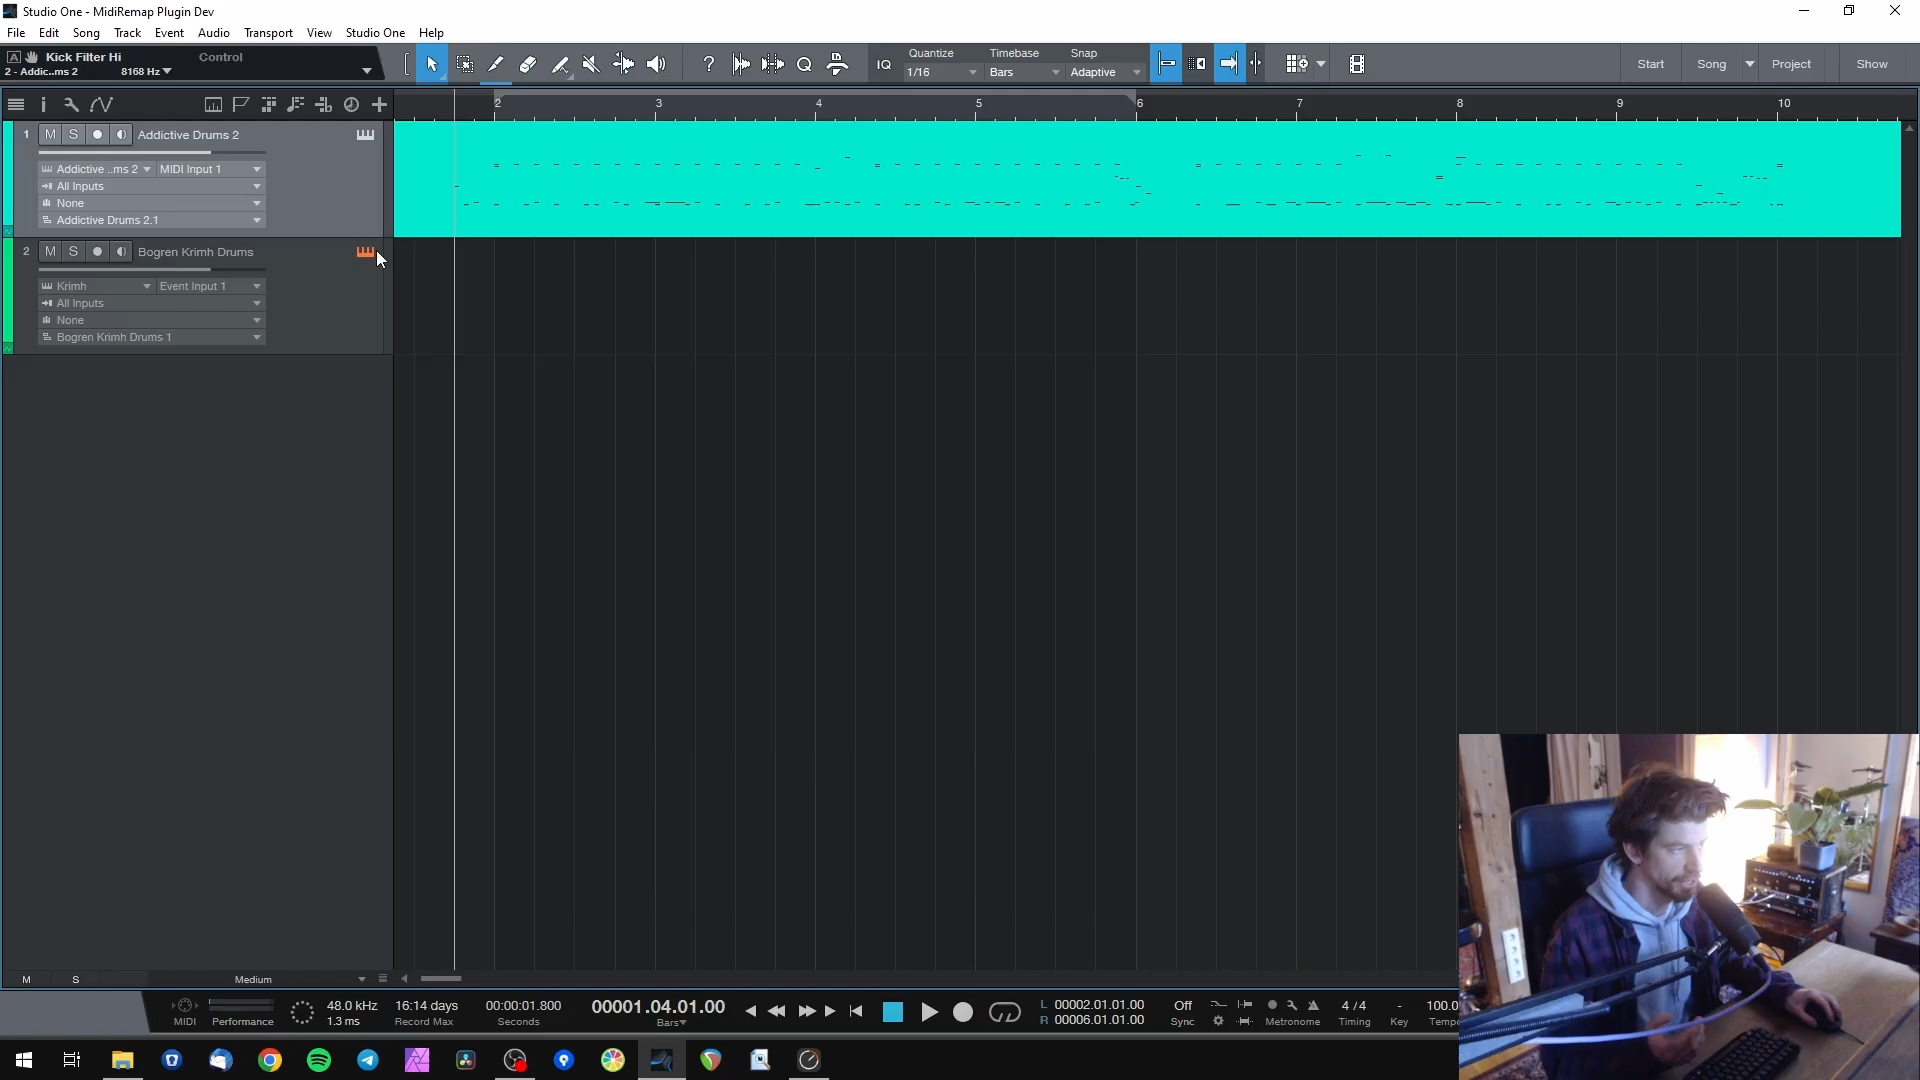 Studio One - MidiRemap Plugin Dev
File Edit Song Track Event Audio Transport View Studio One Help
A Kick Filter Hi Control
2 - Addic..ms 2 8168 Hz
Quantize Timebase Snap
IQ 1/16 Bars Adaptive
Start Song Project Show
2 3 4 5 6 7 8 9 10
1 M S Addictive Drums 2
Addictive ..ms 2 MIDI Input 1
All Inputs
None
Addictive Drums 2.1
2 M S Bogren Krimh Drums
Krimh Event Input 1
All Inputs
None
Bogren Krimh Drums 1
M S Medium
48.0 kHz 16:14 days 00:00:01.800 00001.04.01.00 L 00002.01.01.00 Off 4 / 4 - 100.0
MIDI Performance 1.3 ms Record Max Seconds Bars R 00006.01.01.00 Sync Metronome Timing Key Tempo